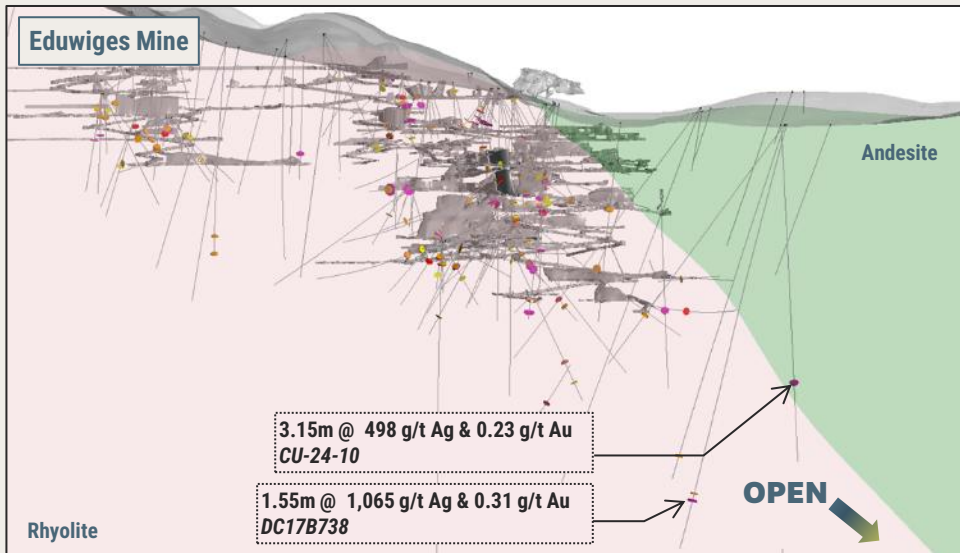 Eduwiges Mine
Andesite
3.15m @ 498 g/t Ag & 0.23 g/t Au
CU-24-10
1.55m @ 1,065 g/t Ag & 0.31 g/t Au
DC17B738
OPEN
Rhyolite